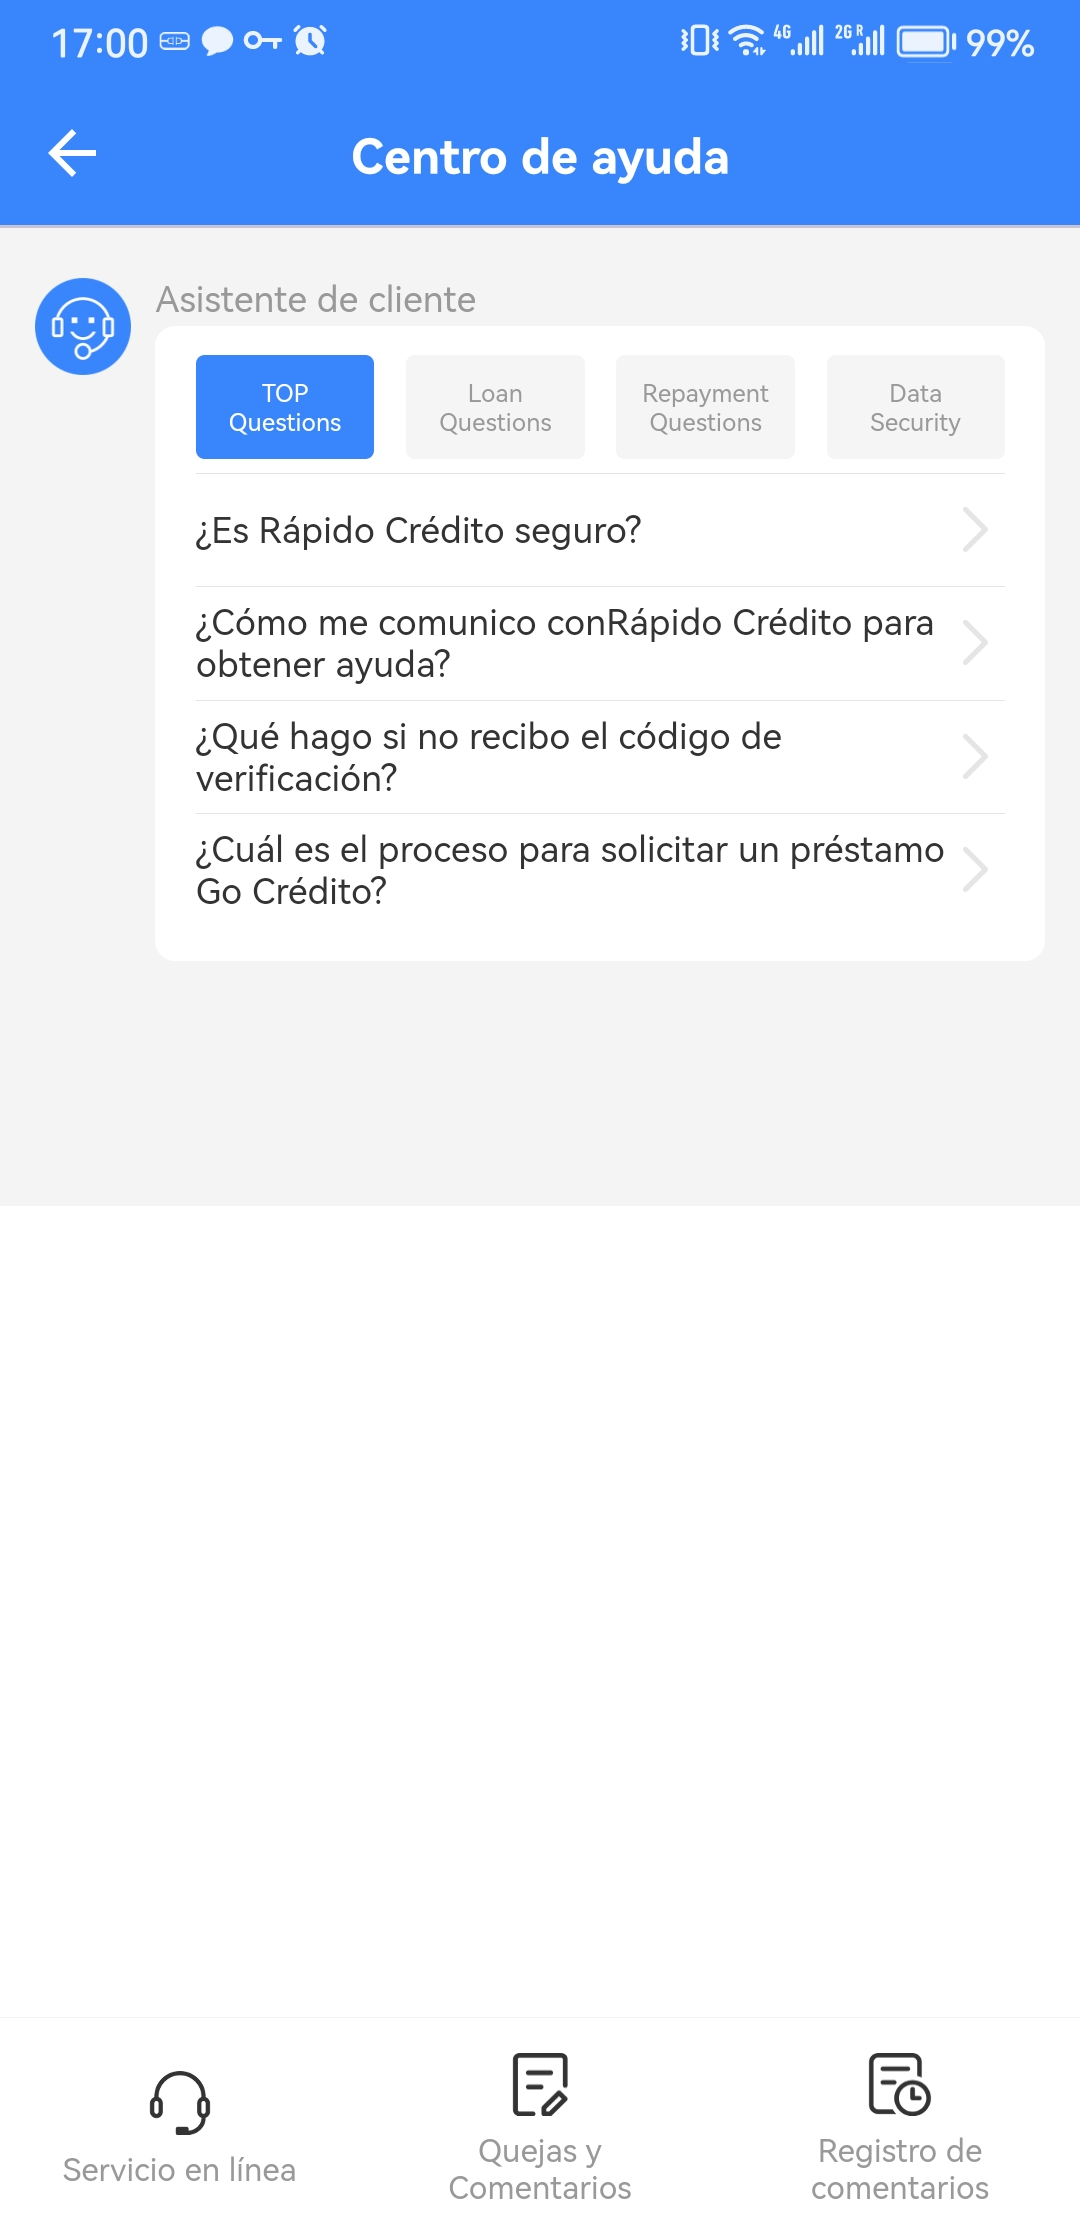 17:00
4G
2G R
99%
Centro de ayuda
Asistente de cliente
TOP
Questions
Loan
Questions
Repayment
Questions
Data
Security
¿Es Rápido Crédito seguro?
¿Cómo me comunico conRápido Crédito para
obtener ayuda?
¿Qué hago si no recibo el código de
verificación?
¿Cuál es el proceso para solicitar un préstamo
Go Crédito?
Servicio en línea
Quejas y
Comentarios
Registro de
comentarios